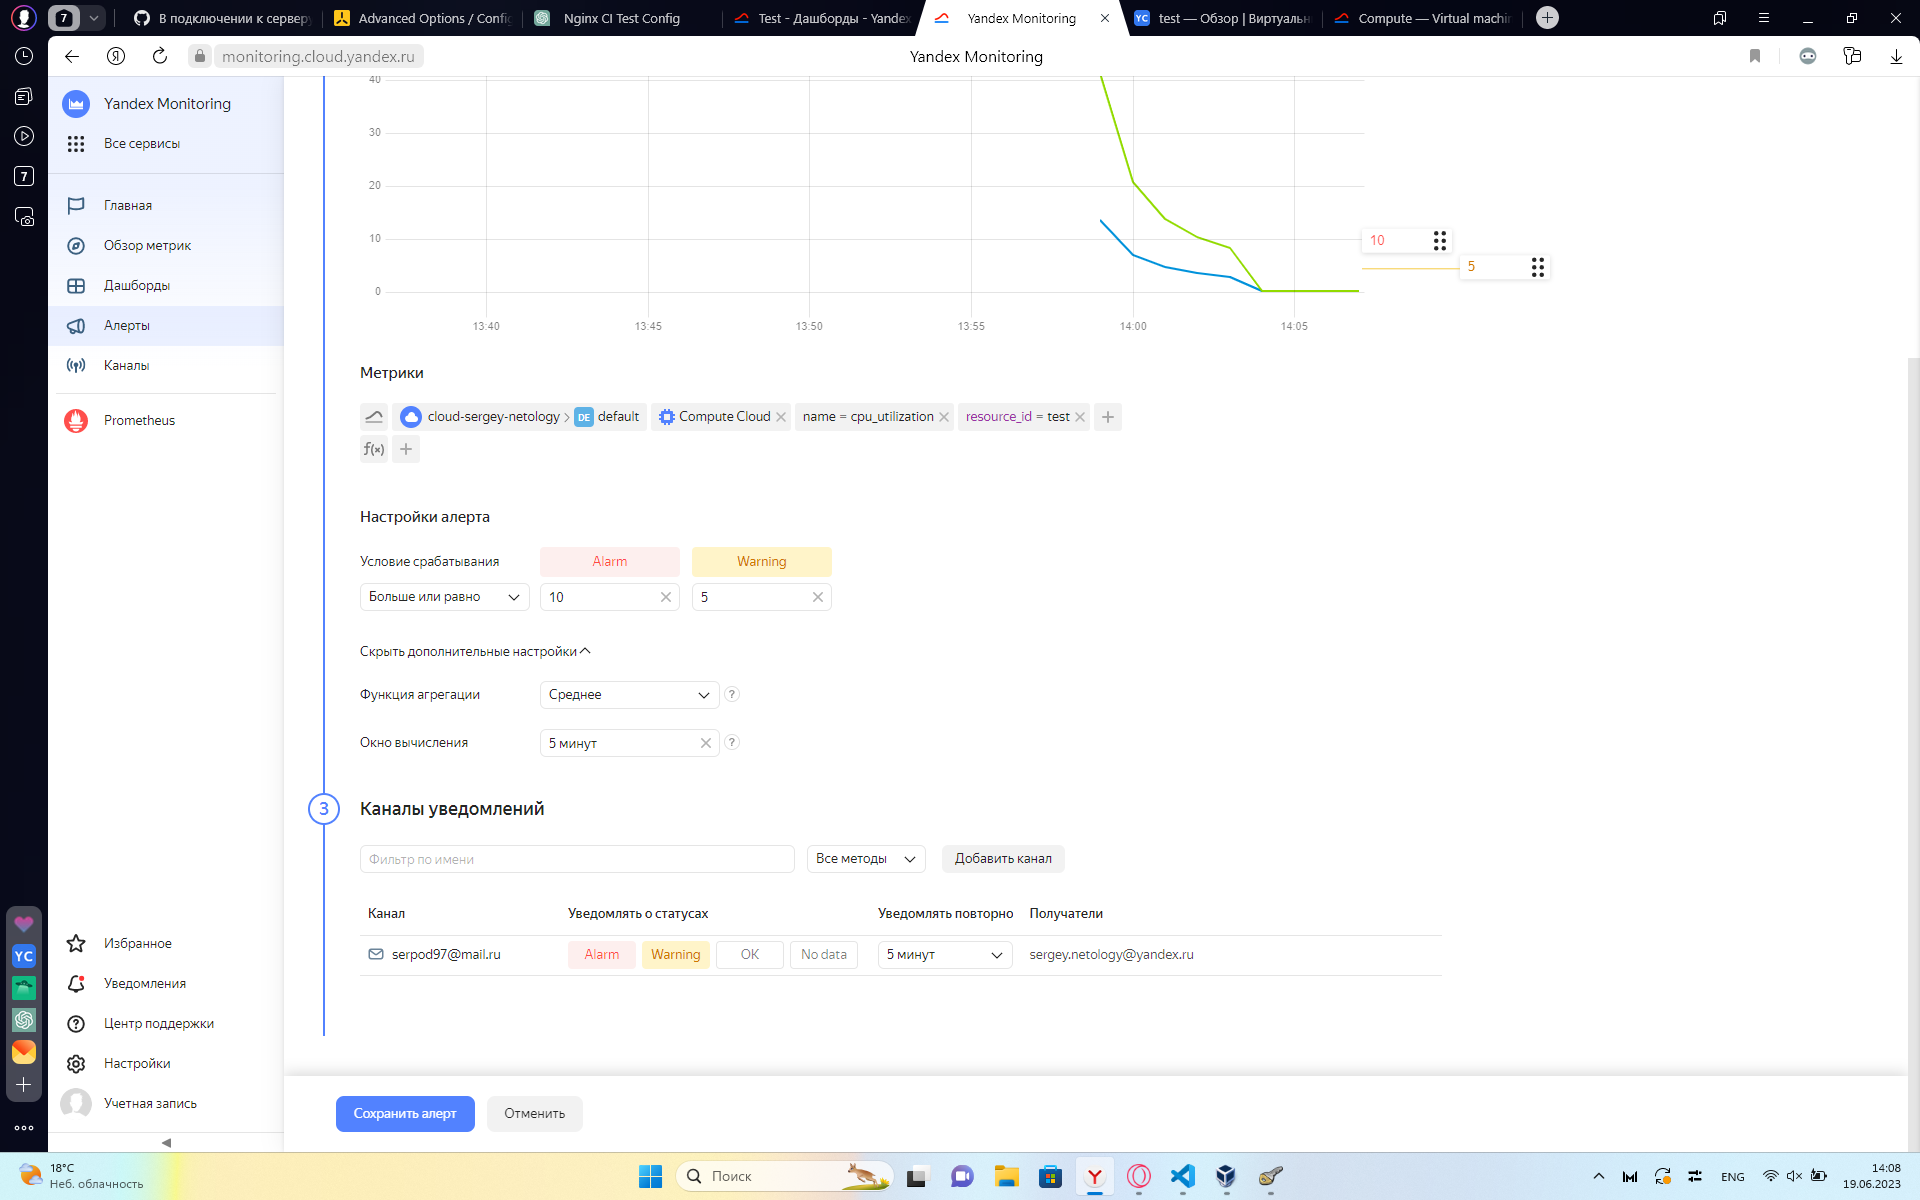 7
В подключении к серверу
Advanced Options / Config
Nginx CI Test Config
Test - Дашборды - Yandex
Yandex Monitoring
YC
test — Обзор | Виртуальн
Compute — Virtual machin
monitoring.cloud.yandex.ru
Yandex Monitoring
7
Yandex Monitoring
Все сервисы
Главная
Обзор метрик
Дашборды
Алерты
Каналы
Prometheus
40
30
20
10
0
13:40
13:45
13:50
13:55
14:00
14:05
10
5
Метрики
cloud-sergey-netology > DE default
Compute Cloud
name = cpu_utilization
resource_id = test
f(x)
Настройки алерта
Условие срабатывания
Alarm
Warning
Больше или равно
10
5
Скрыть дополнительные настройки
Функция агрегации
Среднее
?
Окно вычисления
5 минут
?
3
Каналы уведомлений
Фильтр по имени
Все методы
Добавить канал
Канал
Уведомлять о статусах
Уведомлять повторно
Получатели
serpod97@mail.ru
Alarm
Warning
OK
No data
5 минут
sergey.netology@yandex.ru
YC
Избранное
Уведомления
Центр поддержки
Настройки
Учетная запись
Сохранить алерт
Отменить
18°C
Неб. облачность
Поиск
ENG
14:08
19.06.2023